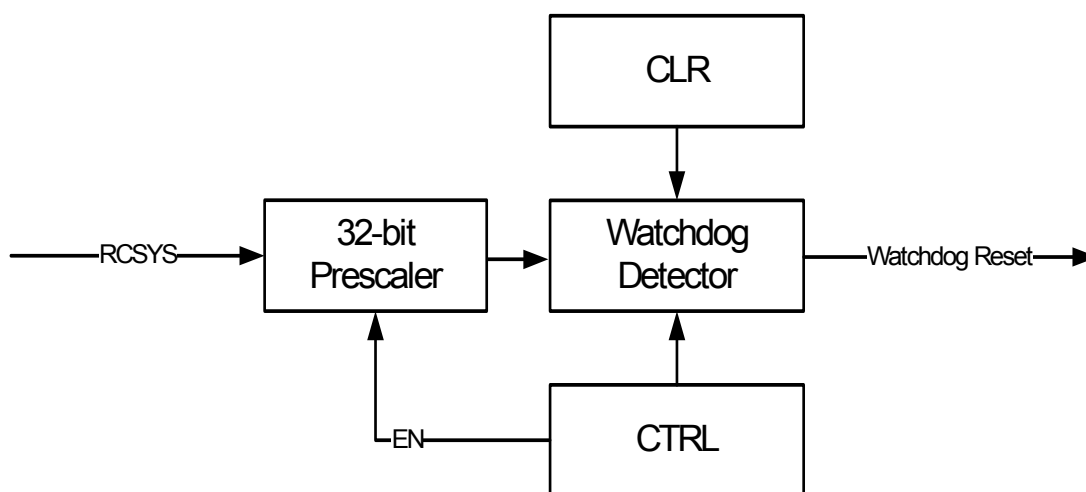 CLR
RCSYS
32-bit
Prescaler
Watchdog
Detector
Watchdog Reset
EN
CTRL